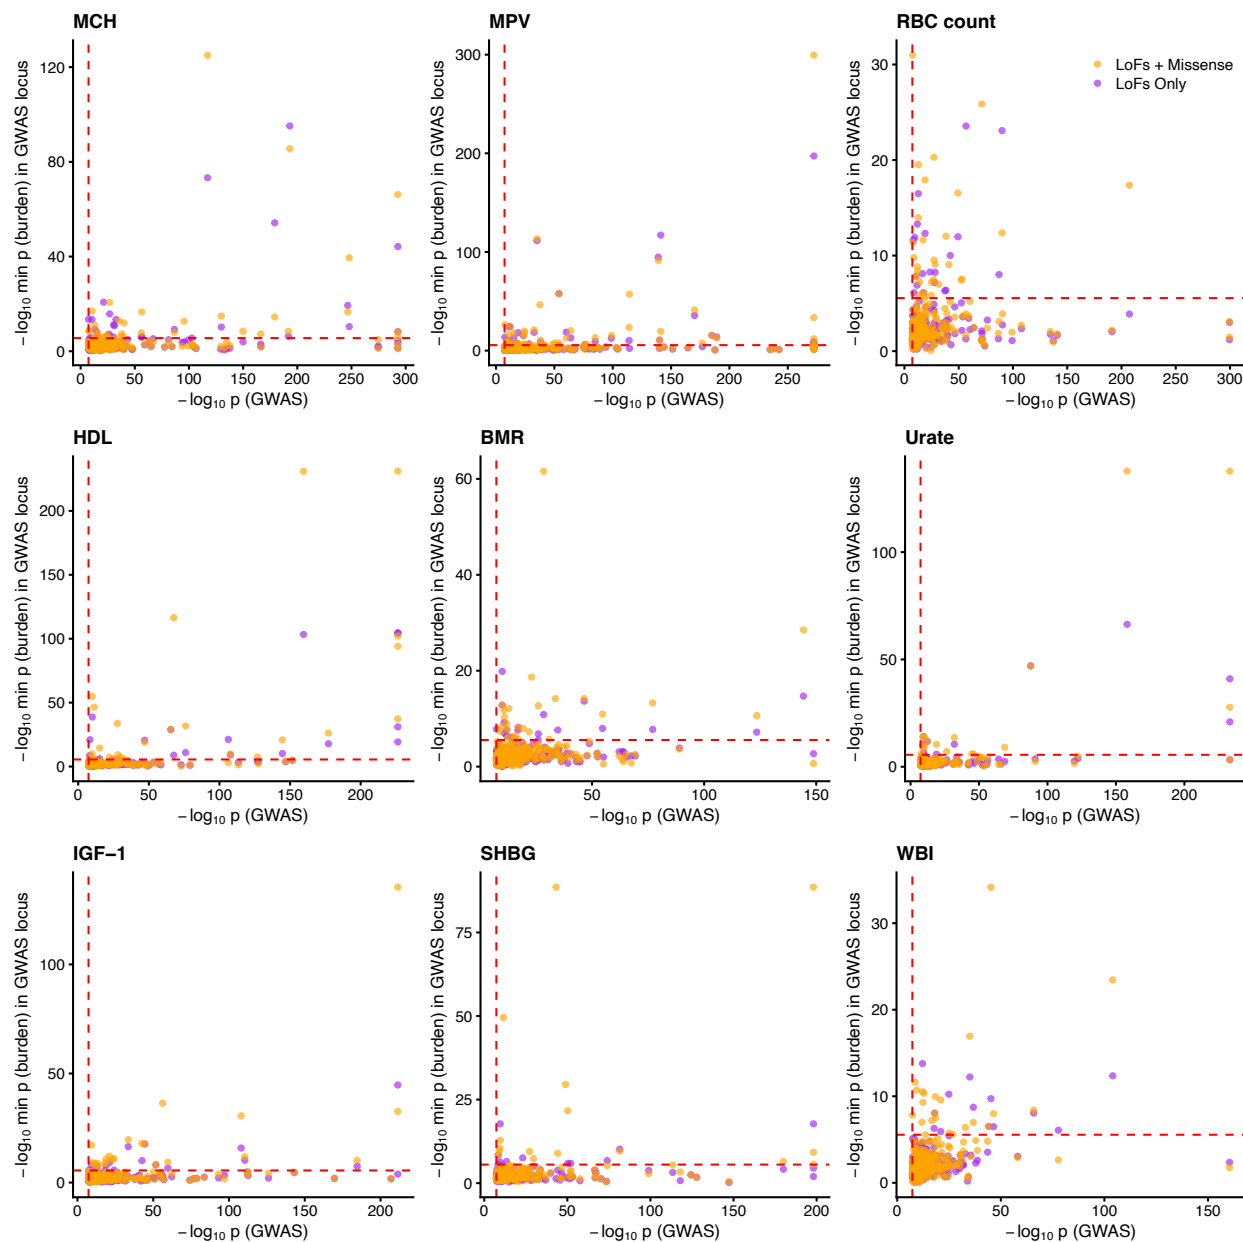 MCH
MPV
RBC count
−log₁₀ min p (burden) in GWAS locus
120
80
40
0
0
50
100
150
200
250
300
−log₁₀ p (GWAS)
−log₁₀ min p (burden) in GWAS locus
300
200
100
0
0
50
100
150
200
250
−log₁₀ p (GWAS)
−log₁₀ min p (burden) in GWAS locus
30
20
10
0
LoFs + Missense
LoFs Only
0
50
100
150
200
250
300
−log₁₀ p (GWAS)
HDL
BMR
Urate
−log₁₀ min p (burden) in GWAS locus
200
150
100
50
0
0
50
100
150
200
−log₁₀ p (GWAS)
−log₁₀ min p (burden) in GWAS locus
60
40
20
0
50
100
150
−log₁₀ p (GWAS)
−log₁₀ min p (burden) in GWAS locus
100
50
0
0
50
100
150
200
−log₁₀ p (GWAS)
IGF−1
SHBG
WBI
−log₁₀ min p (burden) in GWAS locus
100
50
0
0
50
100
150
200
−log₁₀ p (GWAS)
−log₁₀ min p (burden) in GWAS locus
75
50
25
0
0
50
100
150
200
−log₁₀ p (GWAS)
−log₁₀ min p (burden) in GWAS locus
30
20
10
0
0
50
100
150
−log₁₀ p (GWAS)